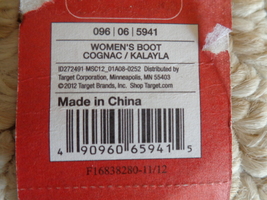 096 | 06 | 5941
WOMEN'S BOOT
COGNAC / KALAYLA
ID272491 MSC12_01A08-0252 Distributed by
Target Corporation, Minneapolis, MN 55403
©2012 Target Brands, Inc. Shop Target.com
Made in China
4 90960 65941 5
F16838280-11/12